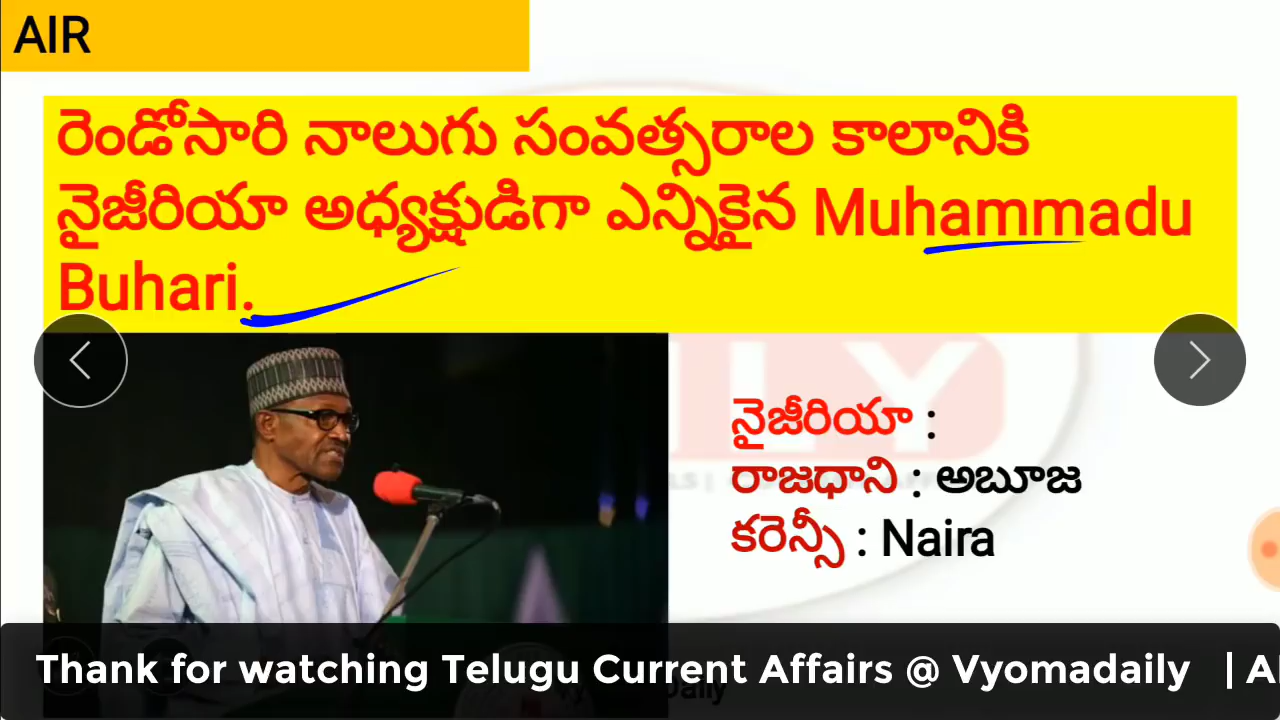 AIR
రెండోసారి నాలుగు సంవత్సరాల కాలానికి
నైజీరియా అధ్యక్షుడిగా ఎన్నికైన Muhammadu
Buhari.
నైజీరియా :
రాజధాని : అబూజ
కరెన్సీ : Naira
Thank for watching Telugu Current Affairs @ Vyomadaily | A